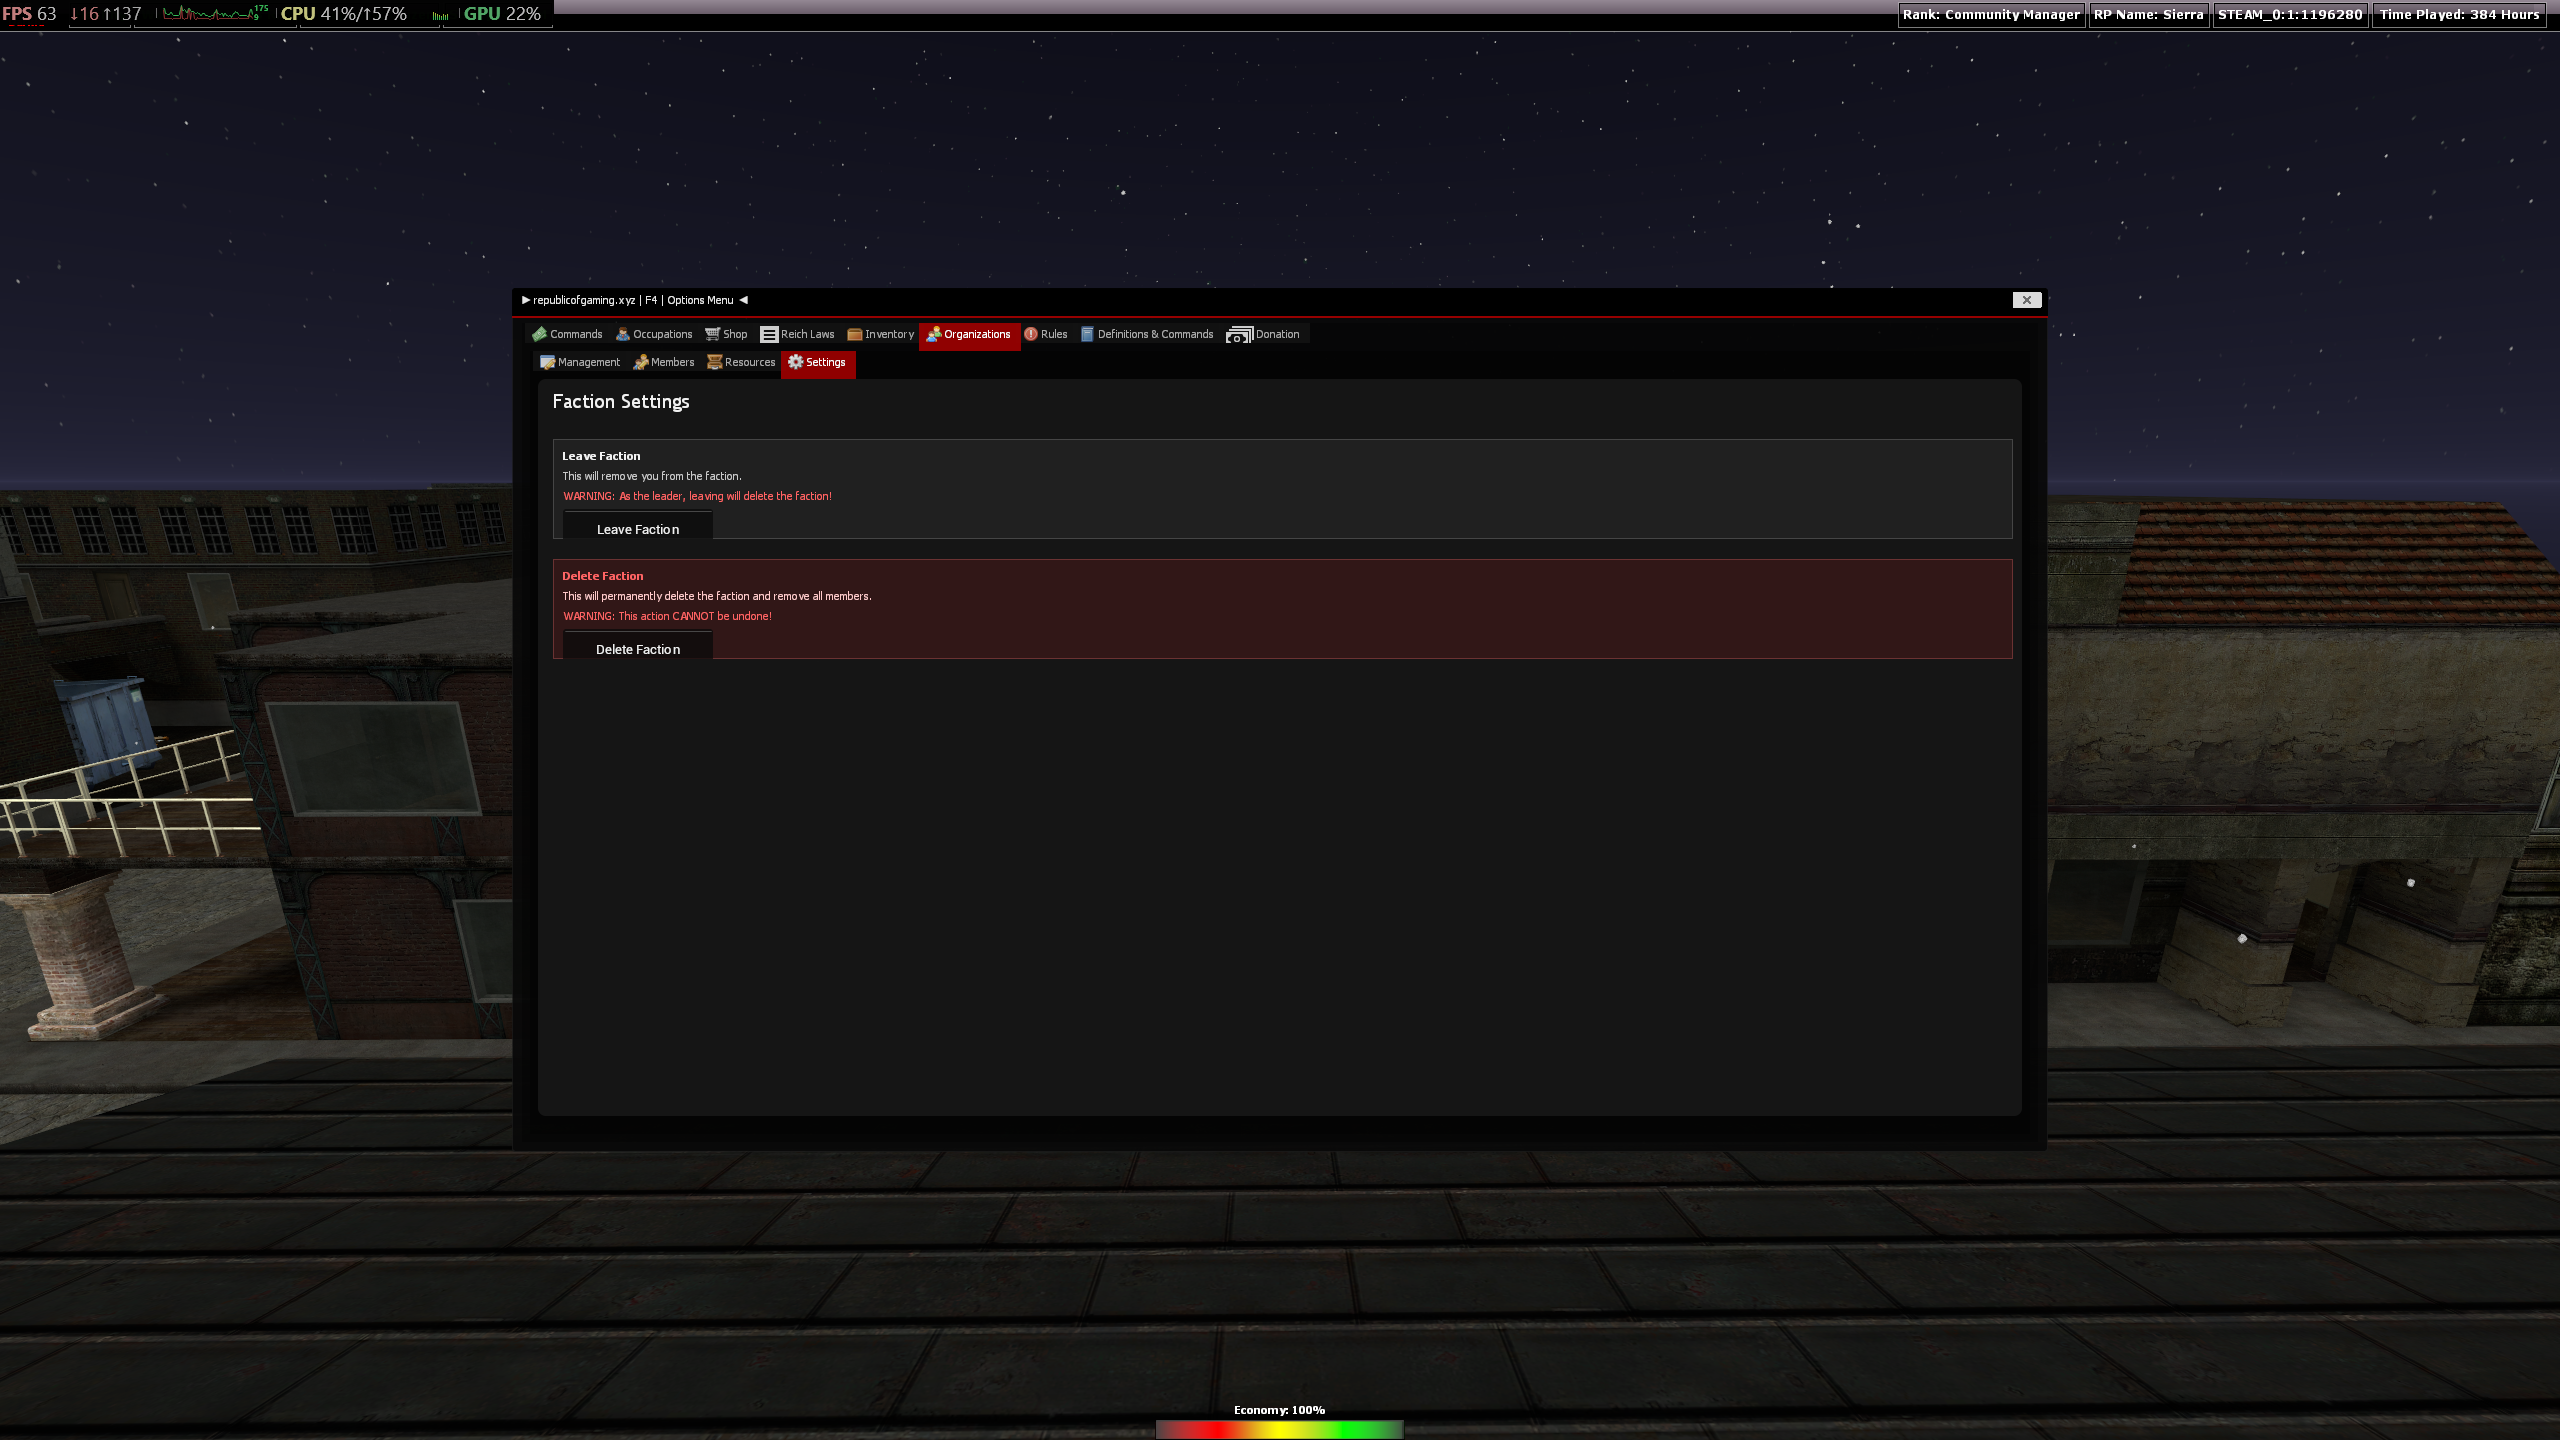 FPS 63 ↓16 ↑137 175 9 CPU 41%/↑57% GPU 22%
Rank: Community Manager RP Name: Sierra STEAM_0:1:1196280 Time Played: 384 Hours
▶ republicofgaming.xyz | F4 | Options Menu ◀
Commands Occupations Shop Reich Laws Inventory Organizations Rules Definitions & Commands Donation
Management Members Resources Settings
Faction Settings
Leave Faction
This will remove you from the faction.
WARNING: As the leader, leaving will delete the faction!
Leave Faction
Delete Faction
This will permanently delete the faction and remove all members.
WARNING: This action CANNOT be undone!
Delete Faction
Economy: 100%